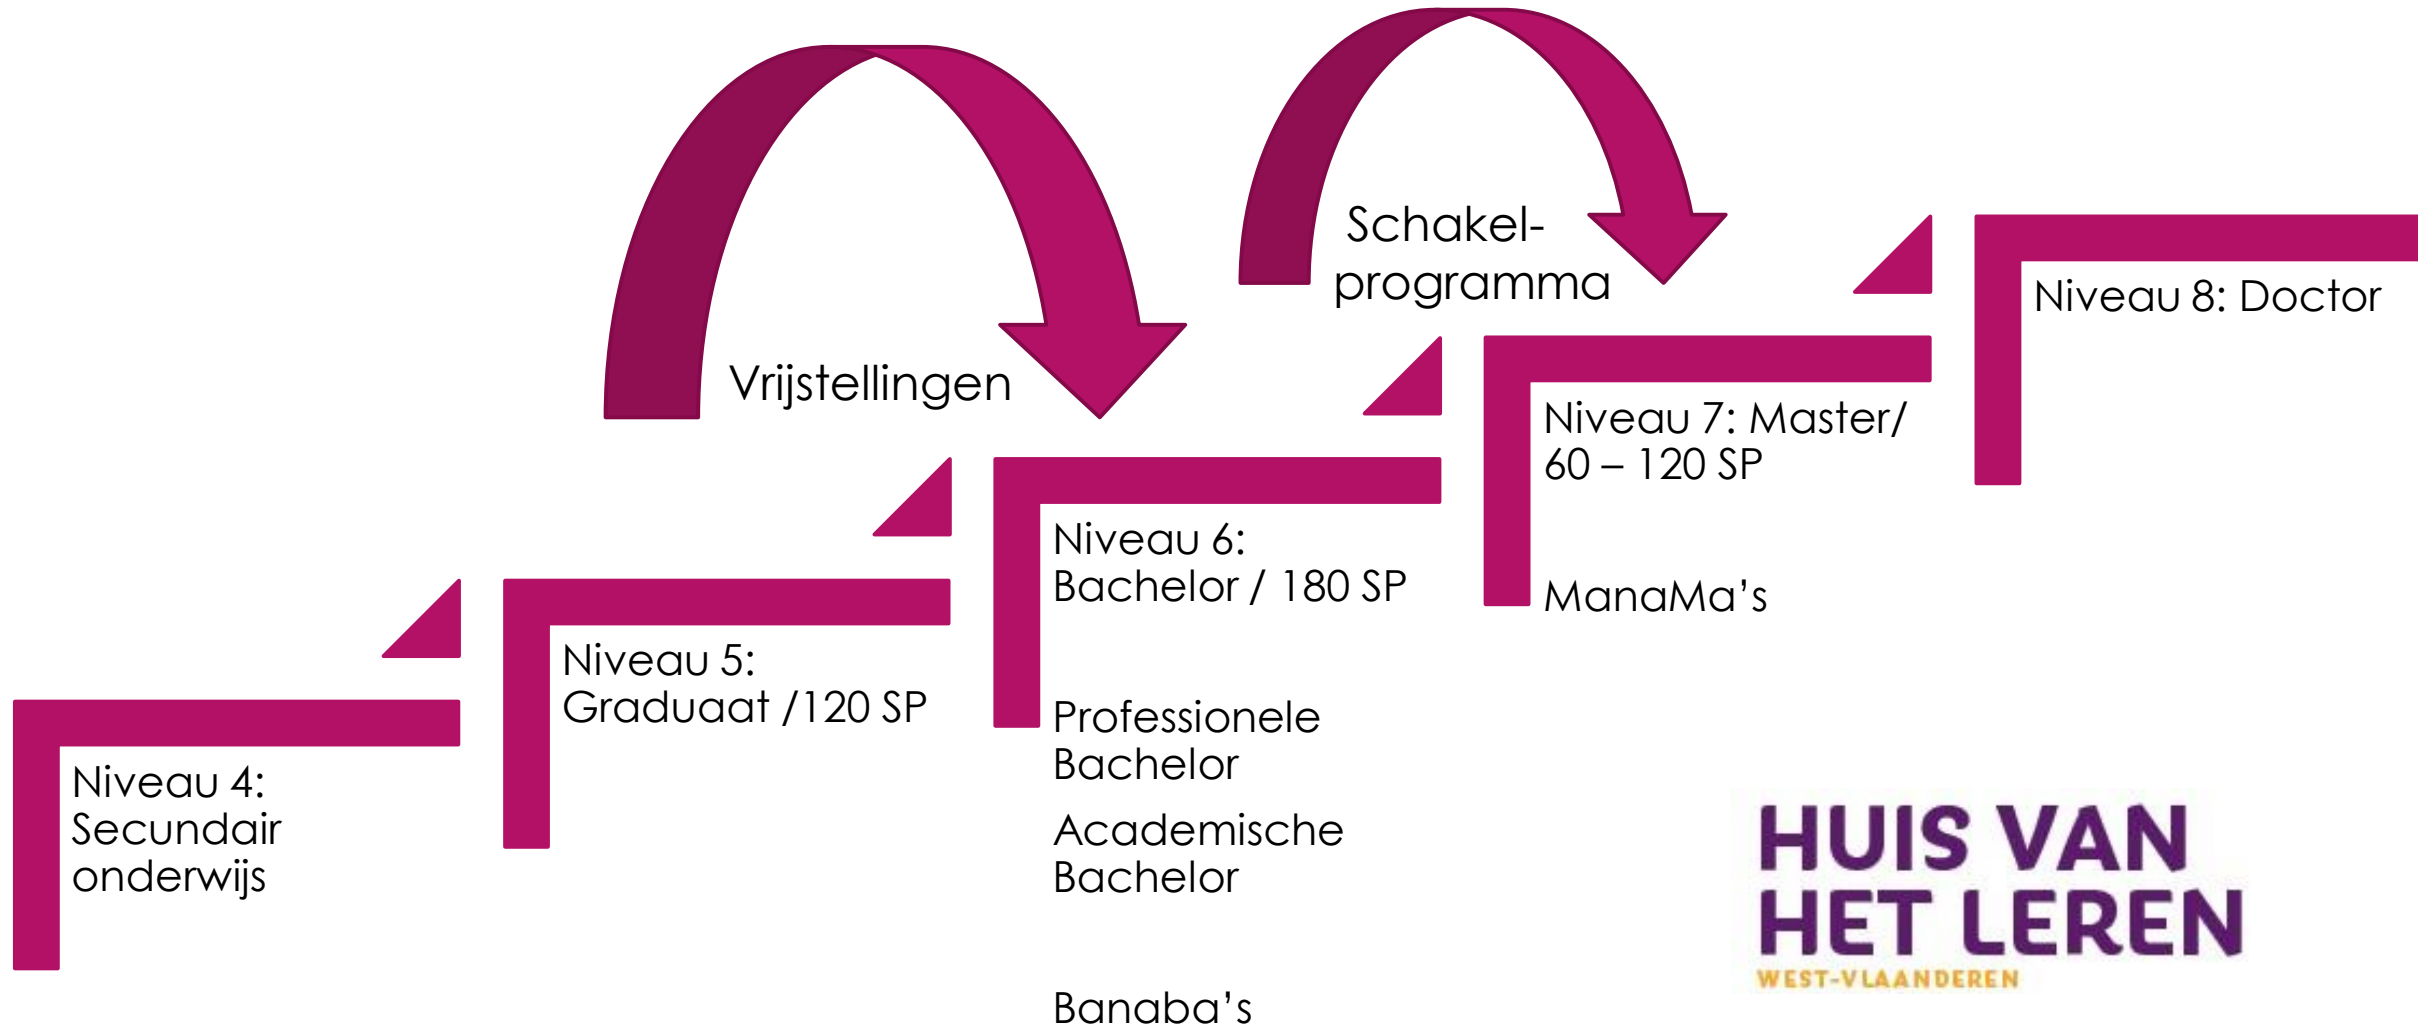 Niveau 4:
Secundair
onderwijs
Niveau 5:
Graduaat /120 SP
Vrijstellingen
Niveau 6:
Bachelor / 180 SP
Professionele
Bachelor
Academische
Bachelor
Banaba’s
Schakel-
programma
Niveau 7: Master/
60 – 120 SP
ManaMa’s
Niveau 8: Doctor
HUIS VAN
HET LEREN
WEST-VLAANDEREN